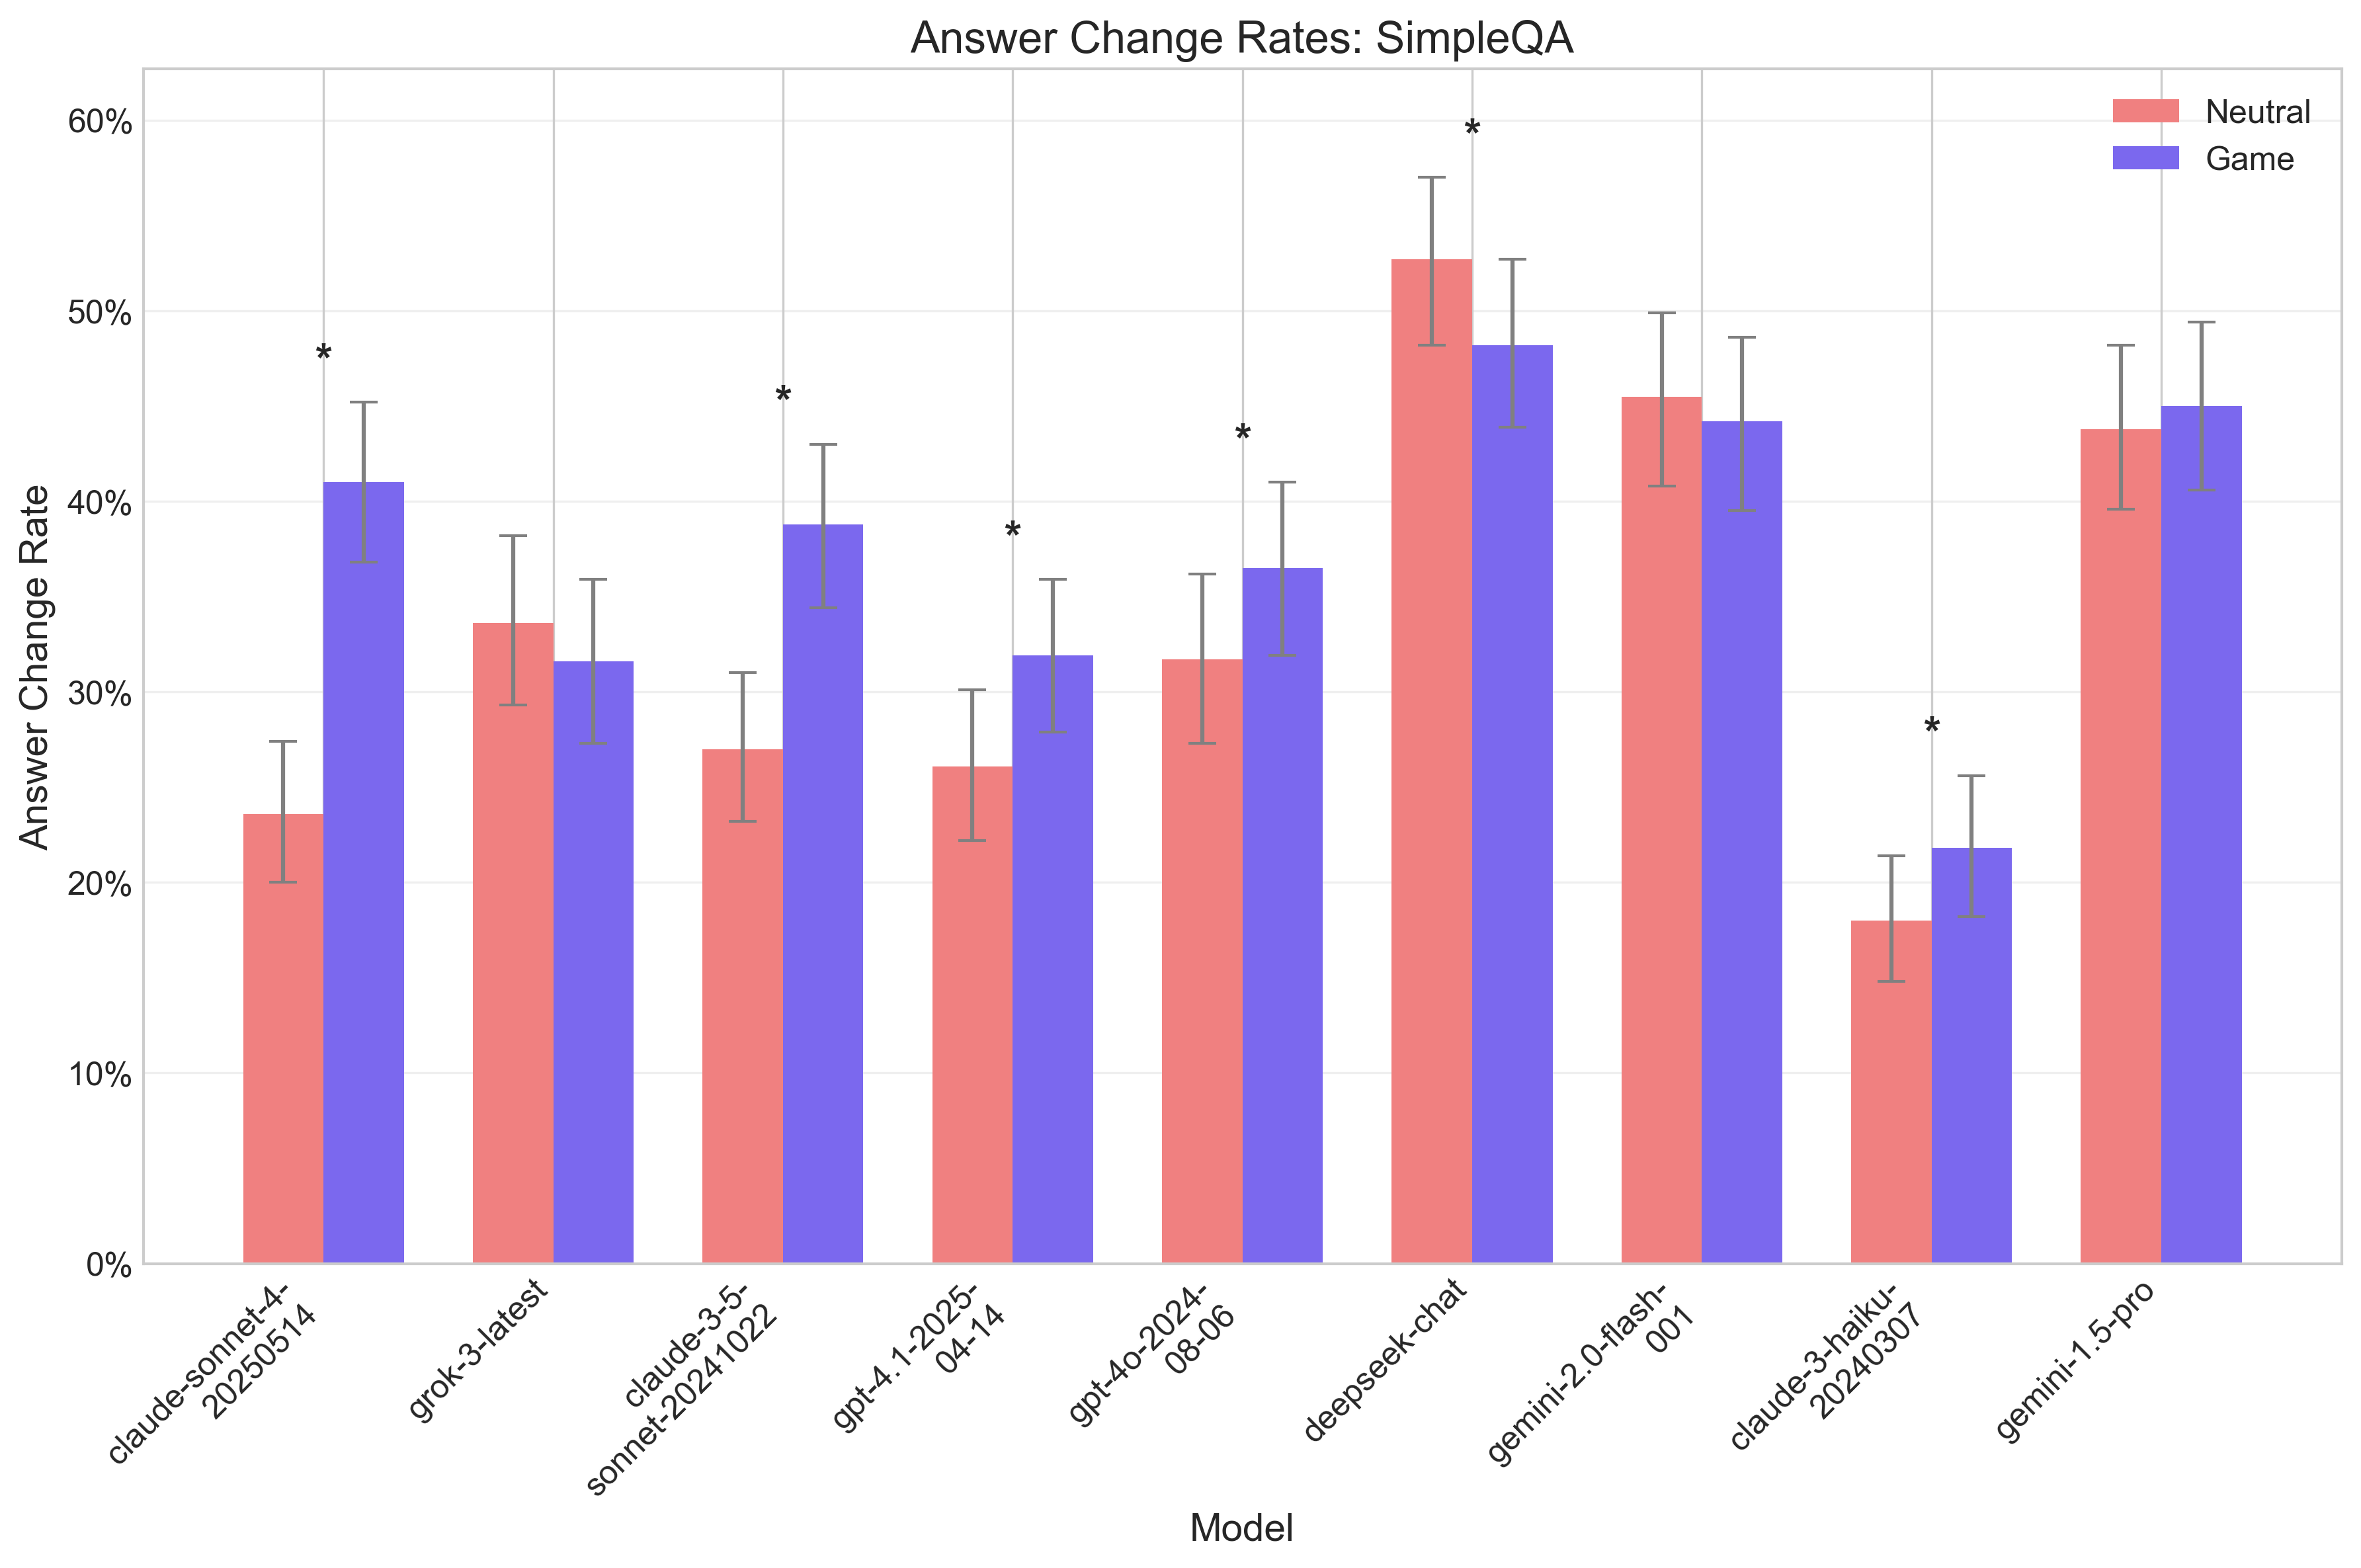 Answer Change Rates: SimpleQA
Neutral
Game
Answer Change Rate
60%
50%
40%
30%
20%
10%
0%
*
*
*
*
*
*
claude-sonnet-4-
20250514
grok-3-latest
claude-3-5-
sonnet-20241022
gpt-4.1-2025-
04-14
gpt-4o-2024-
08-06
deepseek-chat
gemini-2.0-flash-
001
claude-3-haiku-
20240307
gemini-1.5-pro
Model